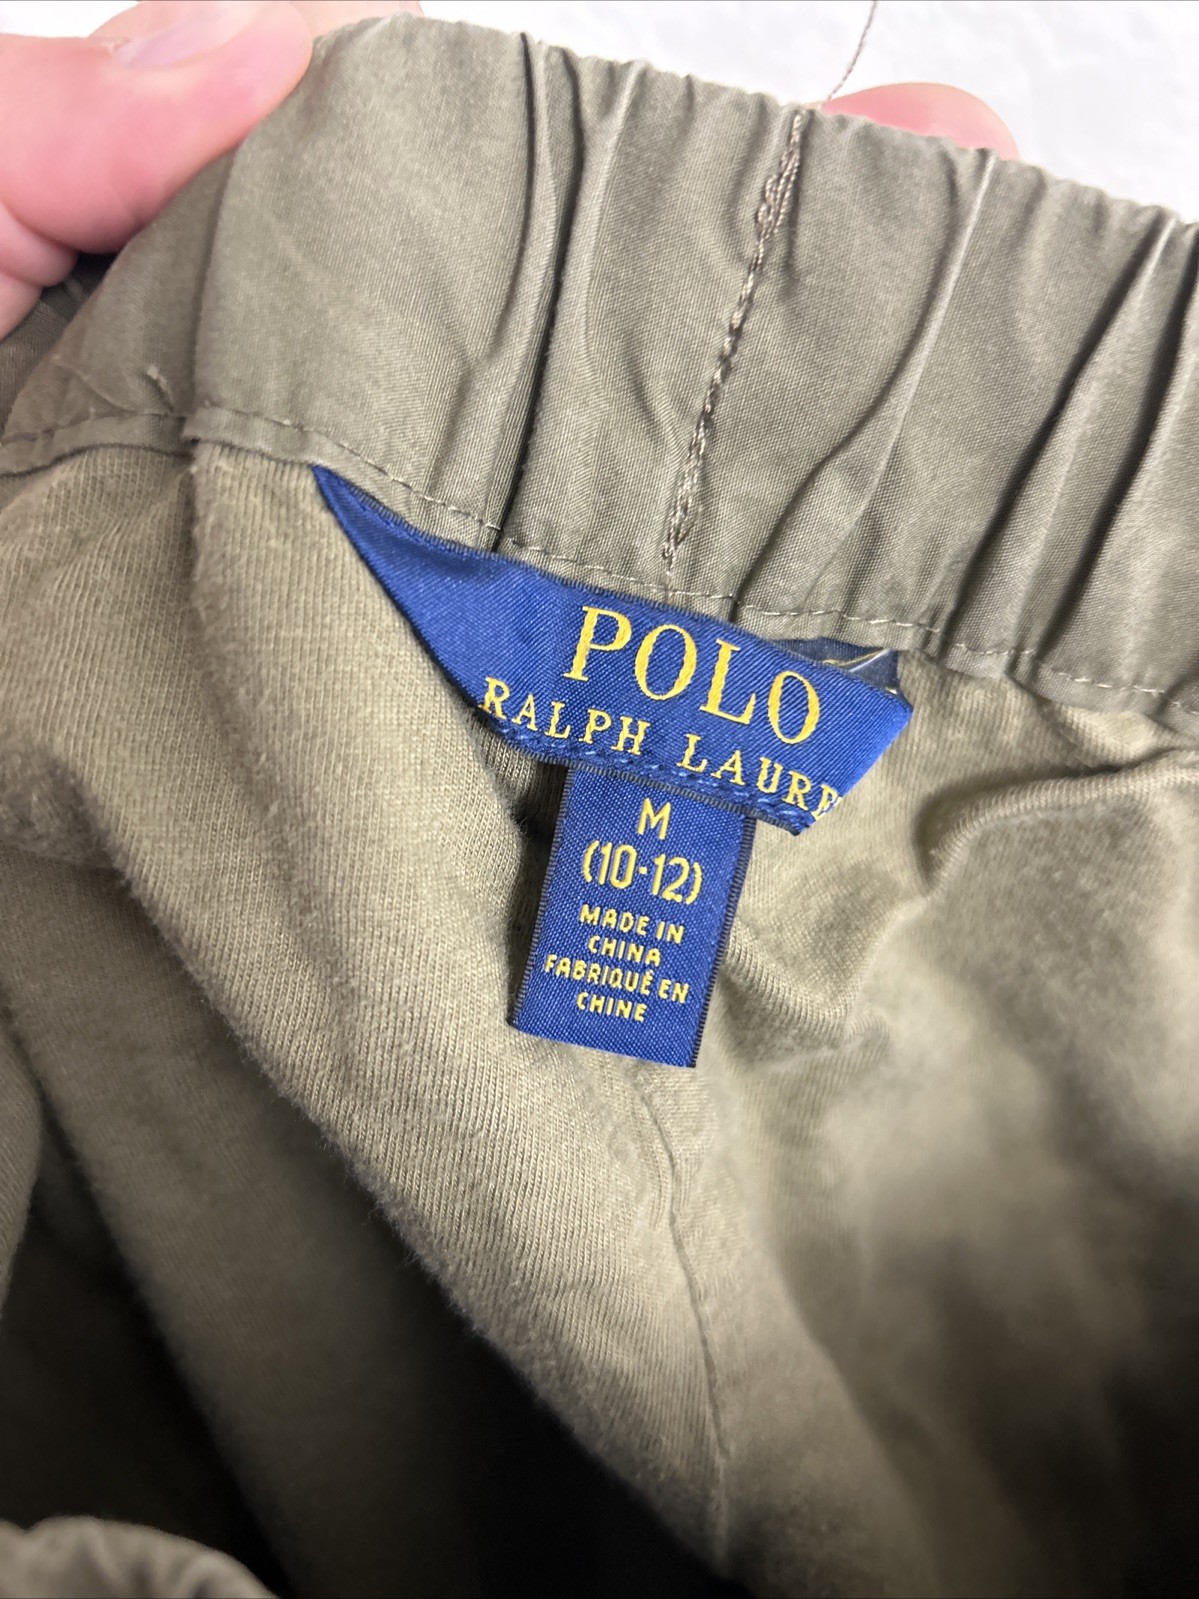 POLO
RALPH LAURE
M
(10-12)
MADE IN
CHINA
FABRIQUÉ EN
CHINE